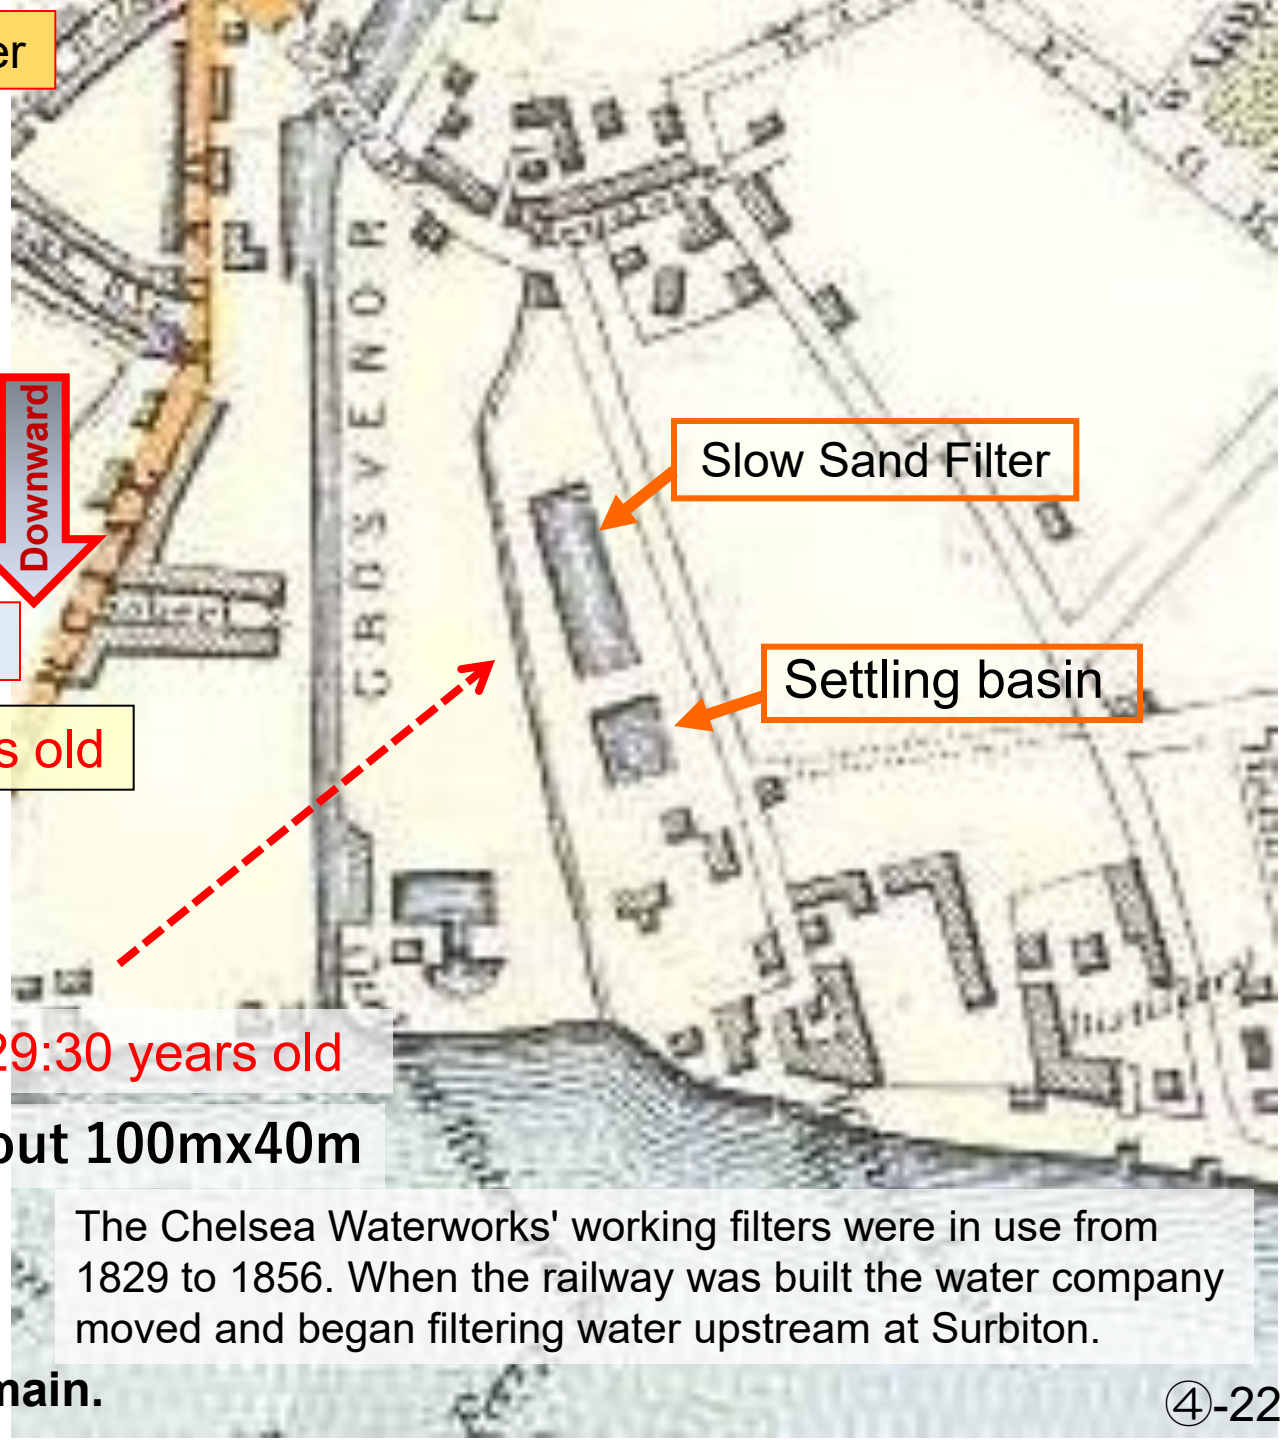 er
GROSVENOR
Downward
Slow Sand Filter
Settling basin
s old
29:30 years old
out 100mx40m
The Chelsea Waterworks' working filters were in use from
1829 to 1856. When the railway was built the water company
moved and began filtering water upstream at Surbiton.
main.
④-22